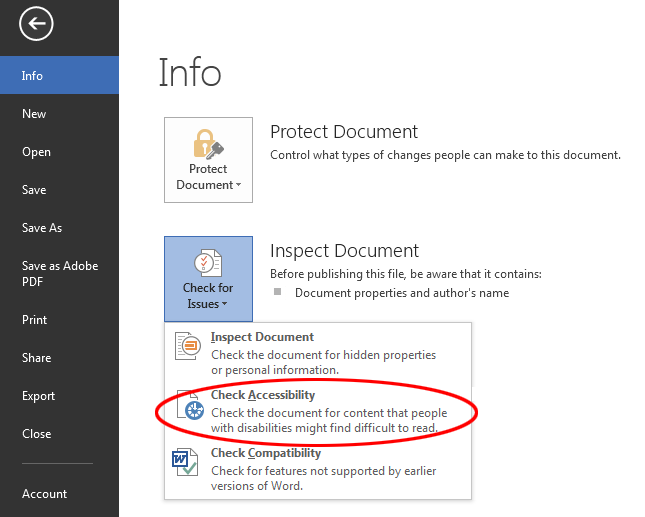 Info
New
Open
Save
Save As
Save as Adobe
PDF
Print
Share
Export
Close
Account
Info
Protect
Document
Protect Document
Control what types of changes people can make to this document.
Check for
Issues
Inspect Document
Before publishing this file, be aware that it contains:
Document properties and author's name
Inspect Document
Check the document for hidden properties
or personal information.
Check Accessibility
Check the document for content that people
with disabilities might find difficult to read.
Check Compatibility
Check for features not supported by earlier
versions of Word.